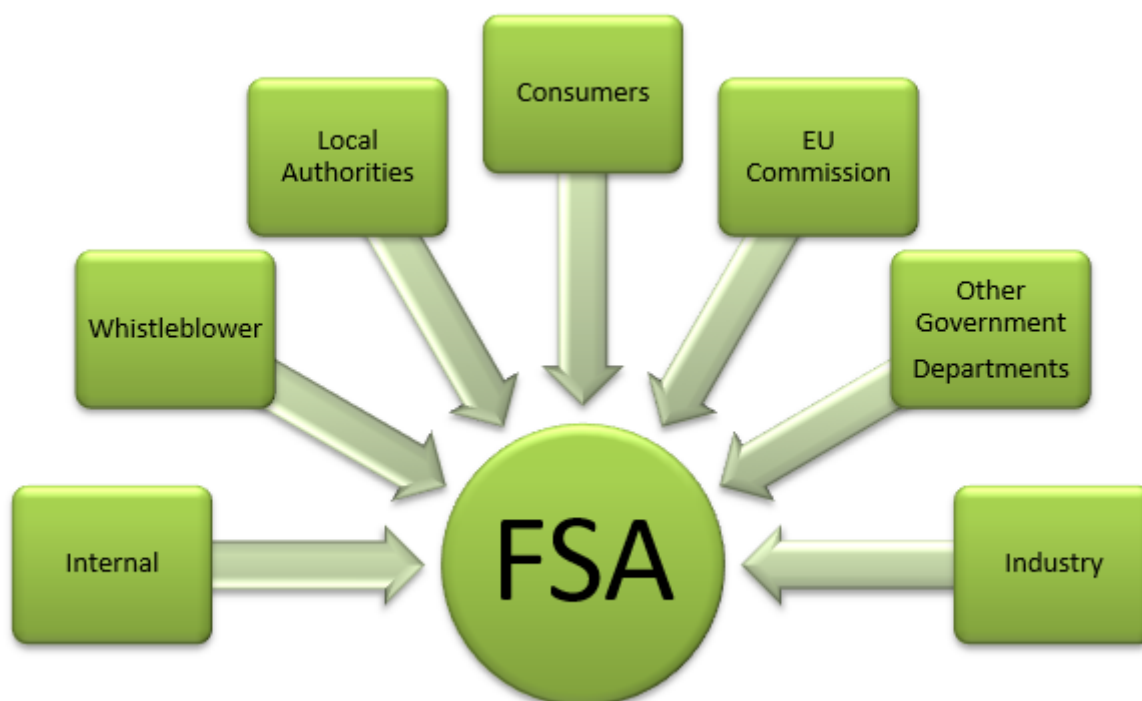 Consumers
Local
Authorities
EU
Commission
Whistleblower
Other
Government
Departments
Internal
FSA
Industry